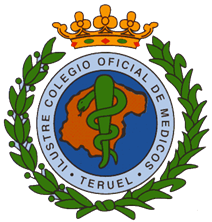 · ILUSTRE COLEGIO OFICIAL DE MEDICOS ·
TERUEL